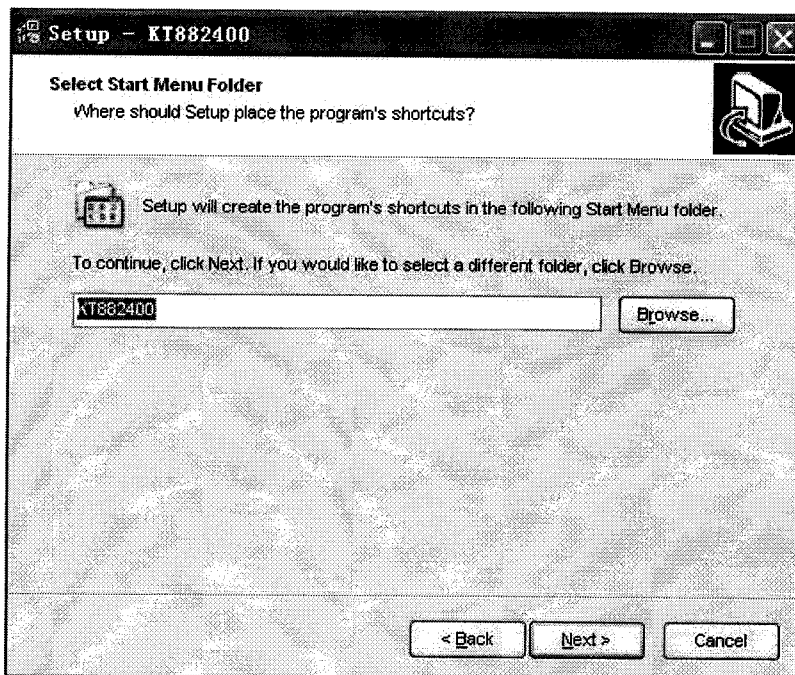 Setup - KT882400
Select Start Menu Folder
Where should Setup place the program's shortcuts?
Setup will create the program's shortcuts in the following Start Menu folder.
To continue, click Next. If you would like to select a different folder, click Browse.
KT882400
Browse...
< Back
Next >
Cancel